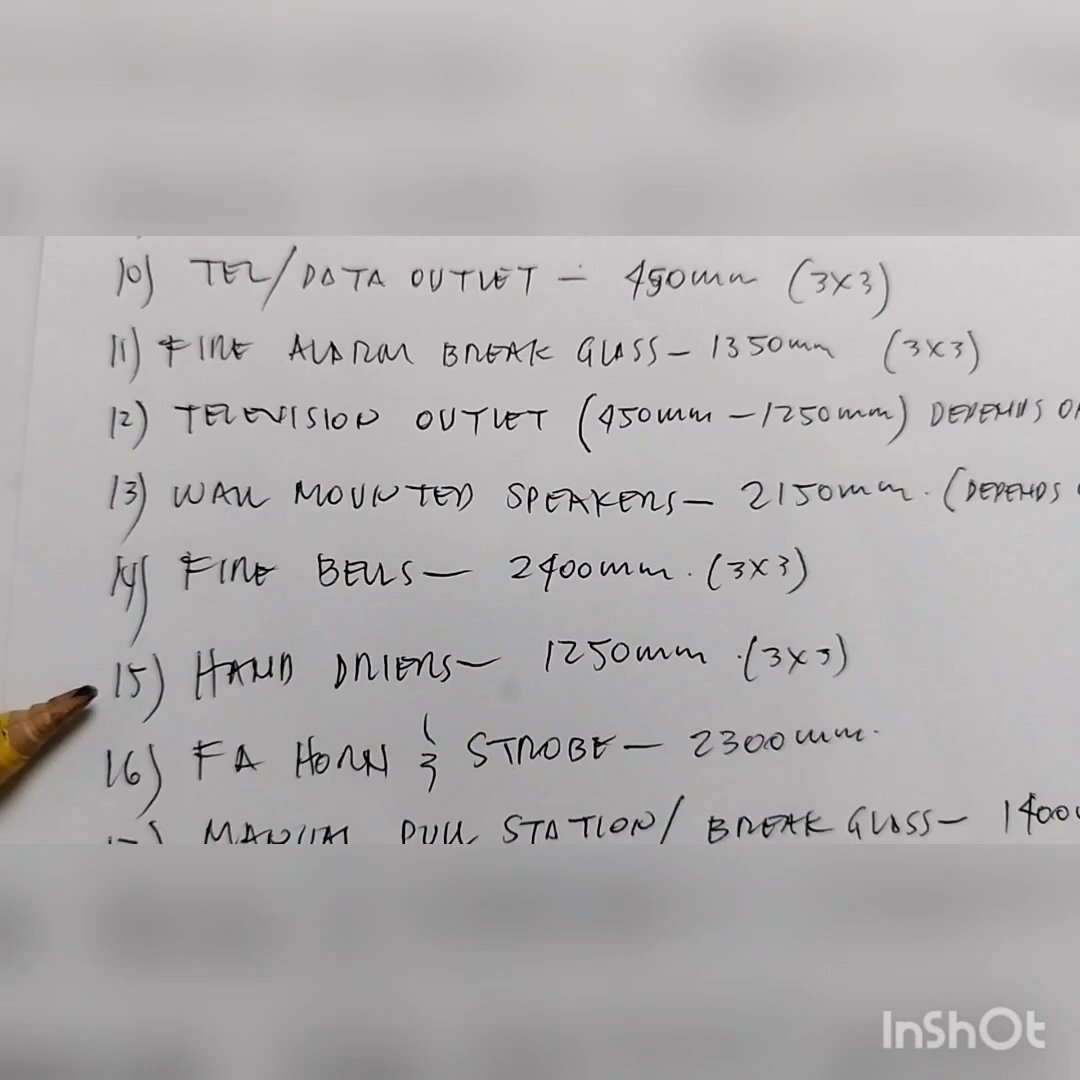 10) TEL/DATA OUTLET - 450mm (3x3)
11) FIRE ALARM BREAK GLASS - 1350mm (3x3)
12) TELEVISION OUTLET (450mm - 1250mm) DEPENDS
13) WALL MOUNTED SPEAKERS - 2150mm. (DEPENDS
14) FIRE BELLS - 2400mm. (3x3)
15) HAND DRIERS - 1250mm. (3x3)
16) FA HORN & STROBE - 2300mm.
MANUAL PULL STATION/ BREAK GLASS - 1400
InShOt